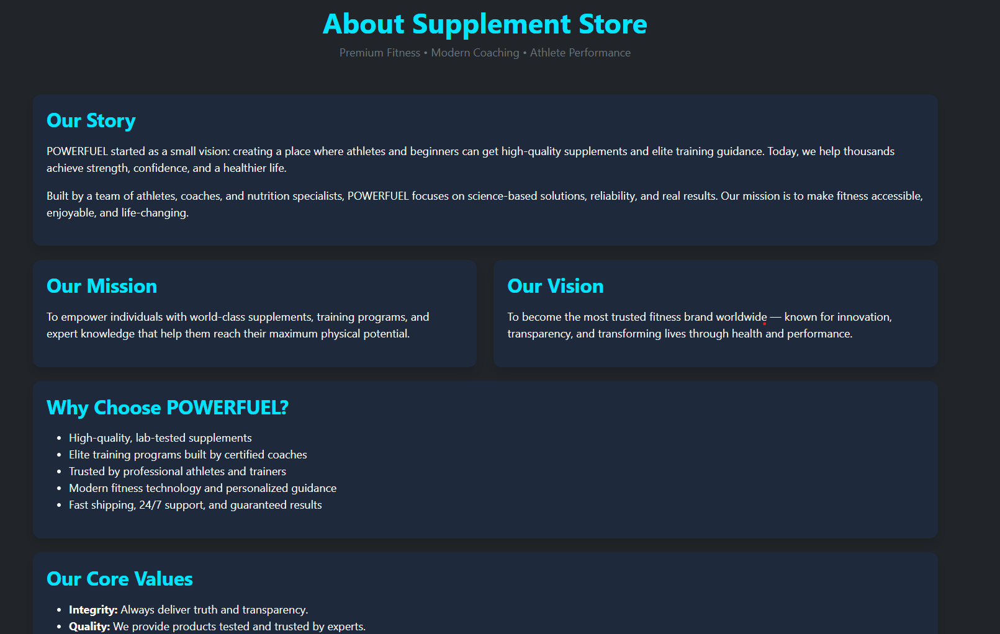 About Supplement Store
Premium Fitness • Modern Coaching • Athlete Performance
Our Story
POWERFUEL started as a small vision: creating a place where athletes and beginners can get high-quality supplements and elite training guidance. Today, we help thousands
achieve strength, confidence, and a healthier life.
Built by a team of athletes, coaches, and nutrition specialists, POWERFUEL focuses on science-based solutions, reliability, and real results. Our mission is to make fitness accessible,
enjoyable, and life-changing.
Our Mission
To empower individuals with world-class supplements, training programs, and
expert knowledge that help them reach their maximum physical potential.
Our Vision
To become the most trusted fitness brand worldwide — known for innovation,
transparency, and transforming lives through health and performance.
Why Choose POWERFUEL?
• High-quality, lab-tested supplements
• Elite training programs built by certified coaches
• Trusted by professional athletes and trainers
• Modern fitness technology and personalized guidance
• Fast shipping, 24/7 support, and guaranteed results
Our Core Values
• Integrity: Always deliver truth and transparency.
• Quality: We provide products tested and trusted by experts.